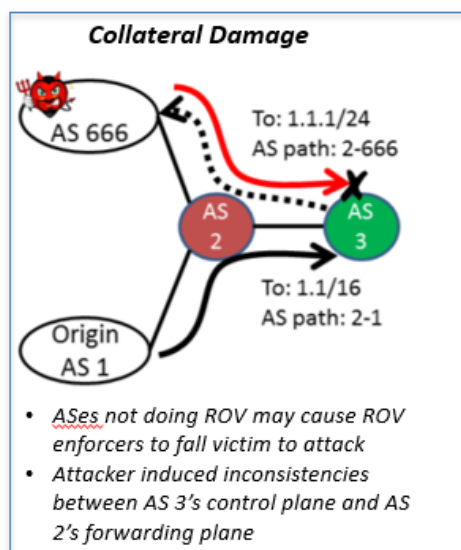 Collateral Damage
AS 666
To: 1.1.1/24
AS path: 2-666
AS
2
AS
3
To: 1.1/16
AS path: 2-1
Origin
AS 1
• ASes not doing ROV may cause ROV
enforcers to fall victim to attack
• Attacker induced inconsistencies
between AS 3's control plane and AS
2's forwarding plane